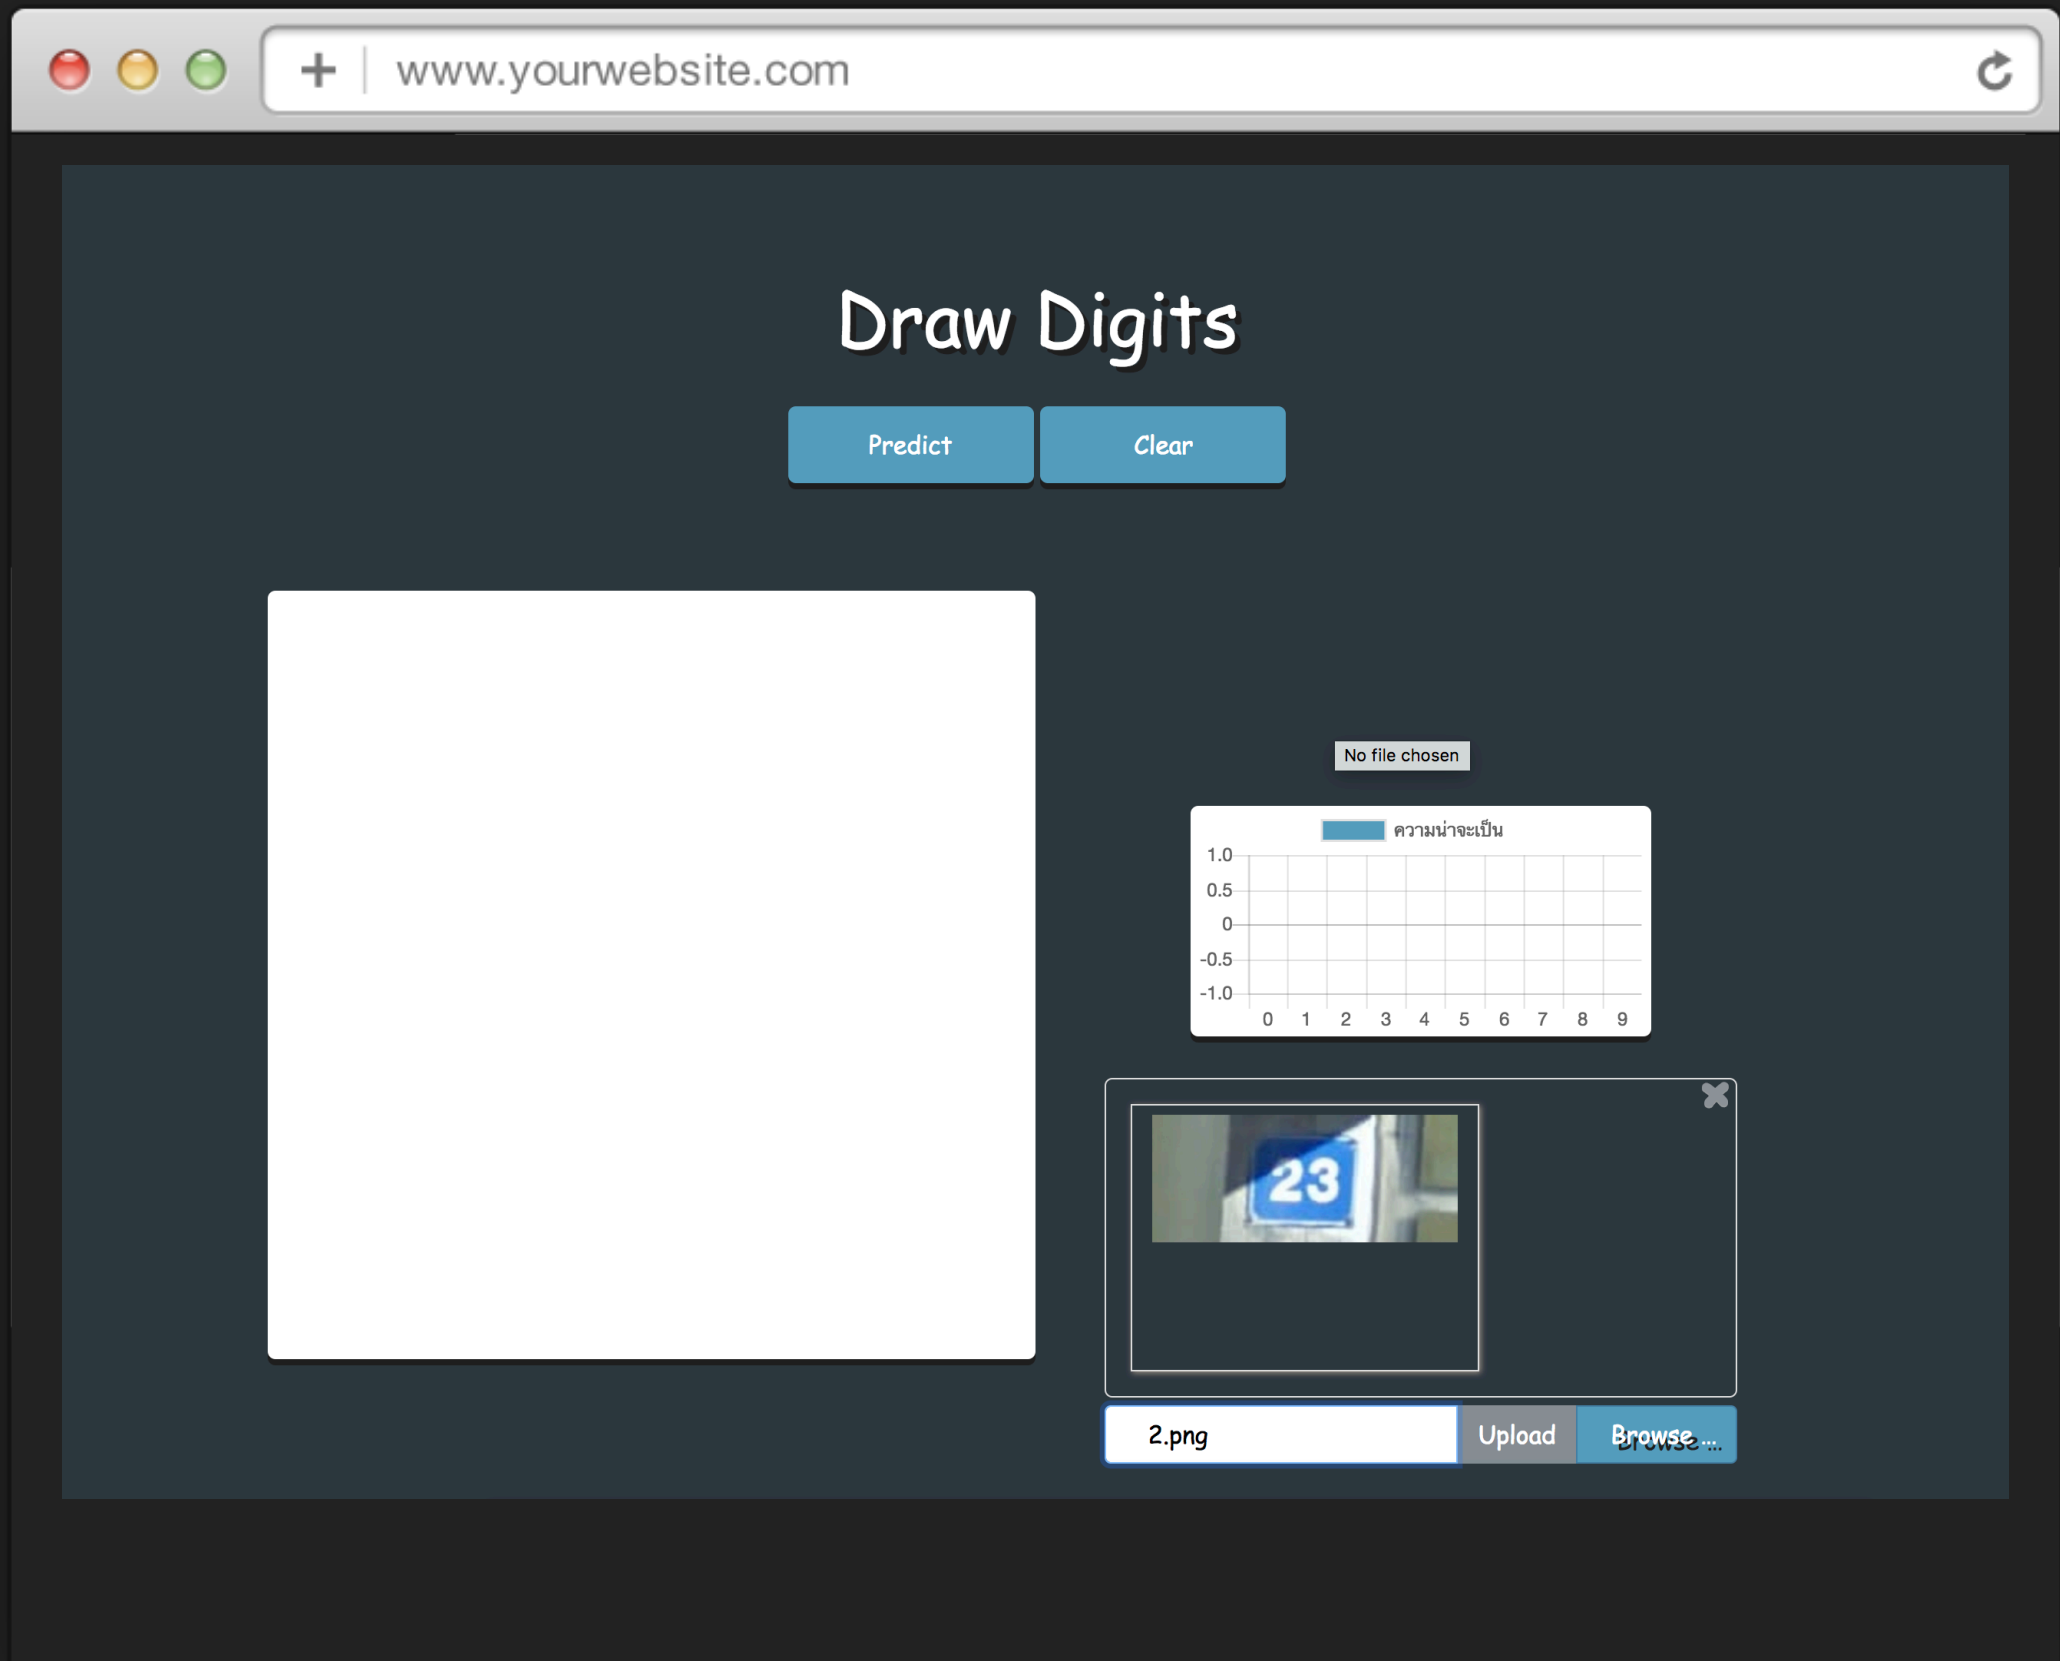 www.yourwebsite.com
Draw Digits
Predict Clear
No file chosen
ความน่าจะเป็น
1.0
0.5
0
-0.5
-1.0
0 1 2 3 4 5 6 7 8 9
23
2.png Upload Browse ...